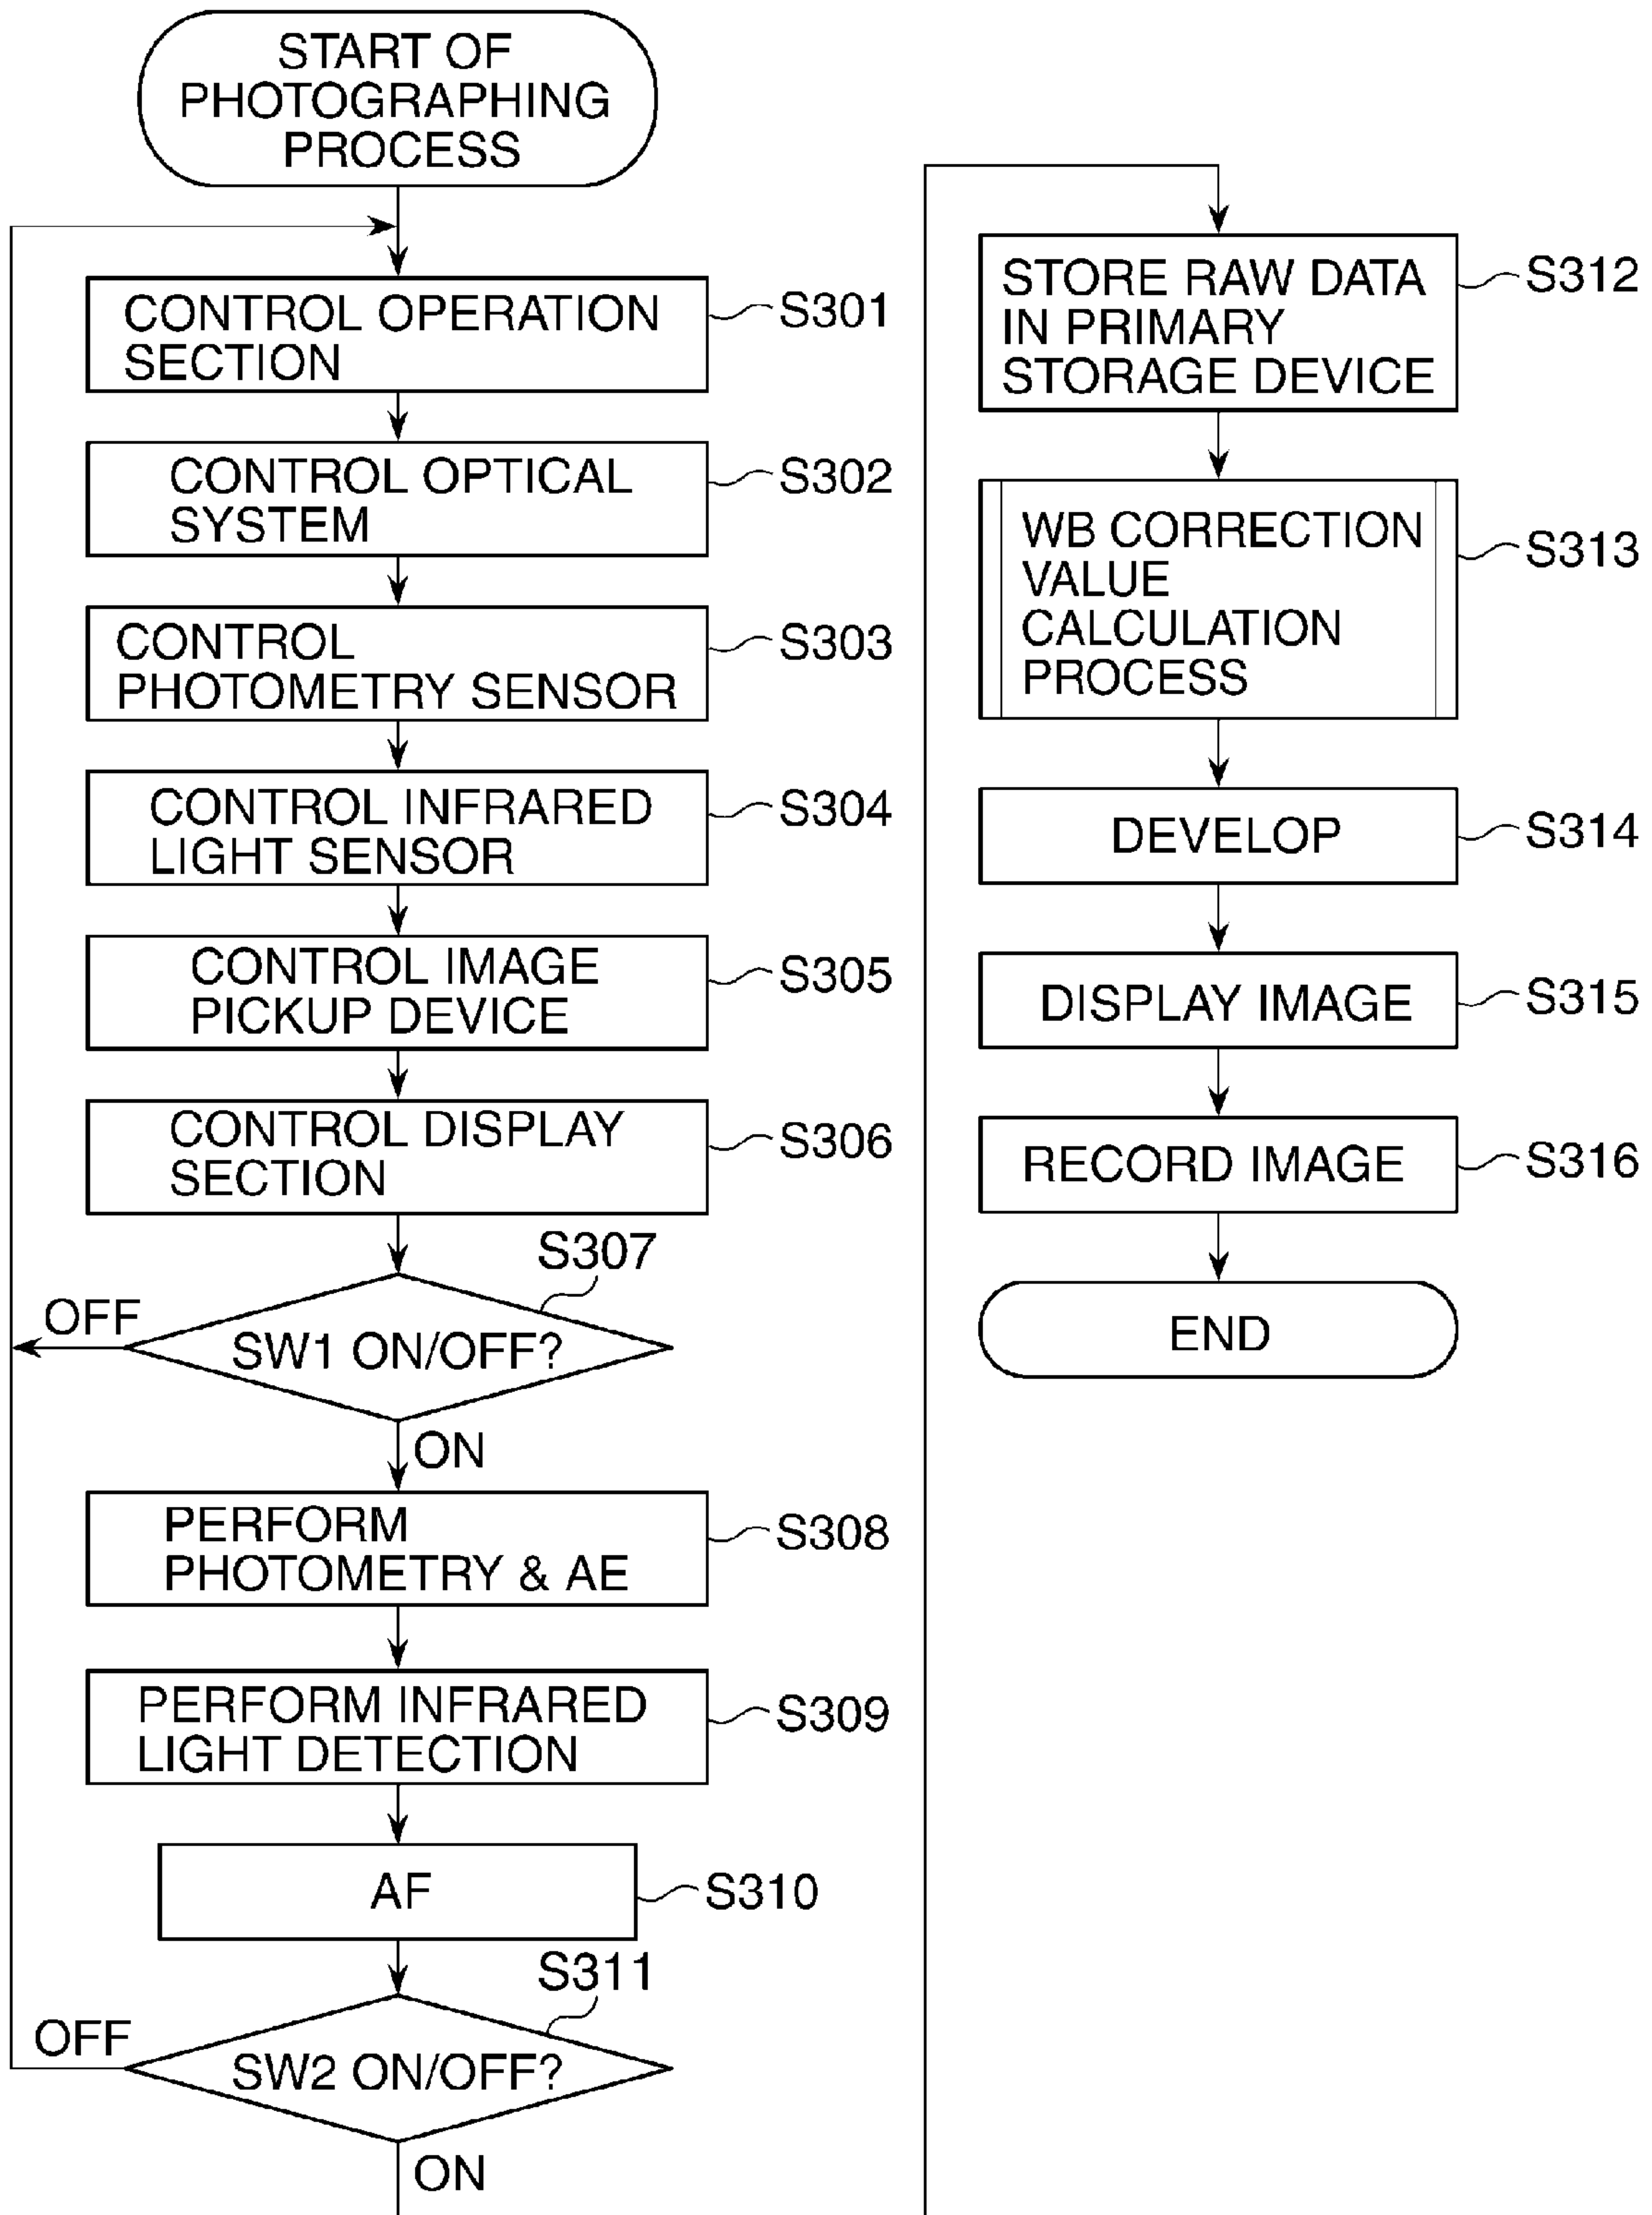 START OF
PHOTOGRAPHING
PROCESS
CONTROL OPERATION
SECTION
S301
CONTROL OPTICAL
SYSTEM
S302
CONTROL
PHOTOMETRY SENSOR
S303
CONTROL INFRARED
LIGHT SENSOR
S304
CONTROL IMAGE
PICKUP DEVICE
S305
CONTROL DISPLAY
SECTION
S306
S307
OFF
SW1 ON/OFF?
ON
PERFORM
PHOTOMETRY & AE
S308
PERFORM INFRARED
LIGHT DETECTION
S309
AF
S310
S311
OFF
SW2 ON/OFF?
ON
STORE RAW DATA
IN PRIMARY
STORAGE DEVICE
S312
WB CORRECTION
VALUE
CALCULATION
PROCESS
S313
DEVELOP
S314
DISPLAY IMAGE
S315
RECORD IMAGE
S316
END